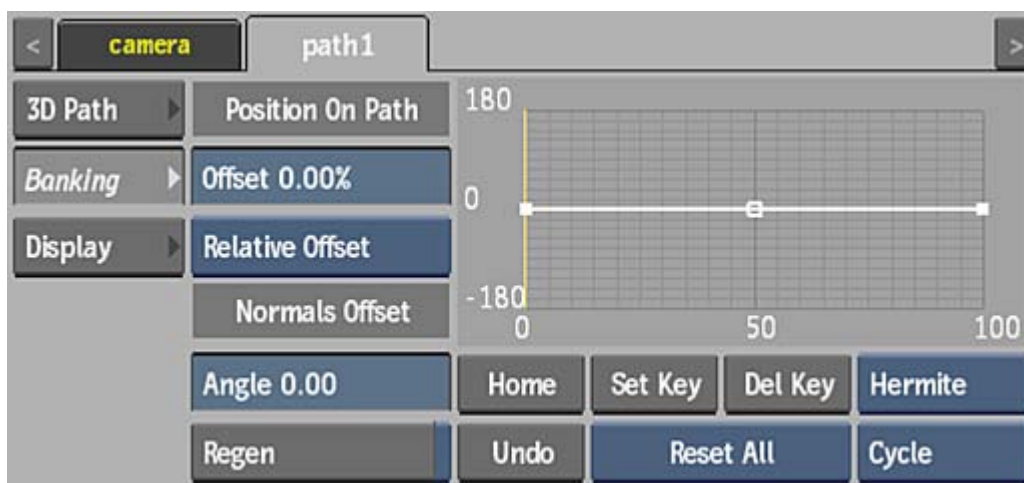 < camera path1 >
3D Path Position On Path
Banking Offset 0.00%
Display Relative Offset
Normals Offset
180
0
-180
0 50 100
Angle 0.00 Home Set Key Del Key Hermite
Regen Undo Reset All Cycle